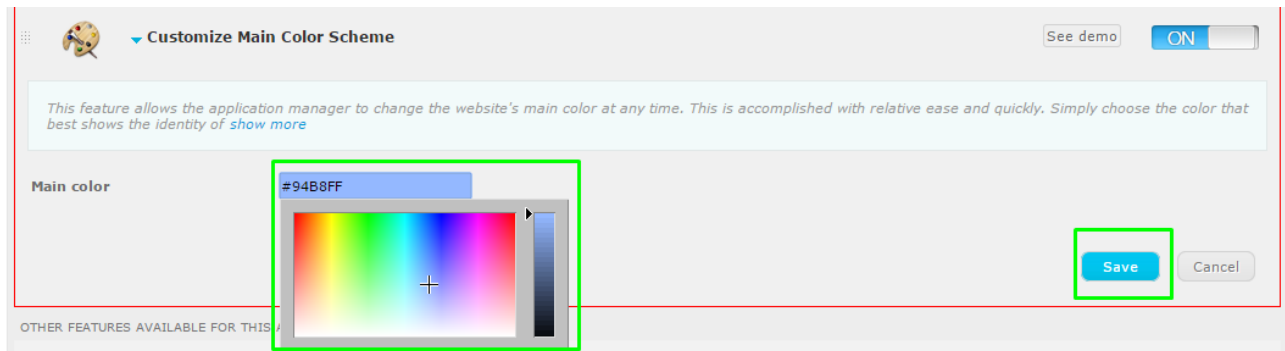 Customize Main Color Scheme
See demo
ON
This feature allows the application manager to change the website's main color at any time. This is accomplished with relative ease and quickly. Simply choose the color that
best shows the identity of show more
Main color
#94B8FF
Save
Cancel
OTHER FEATURES AVAILABLE FOR THIS